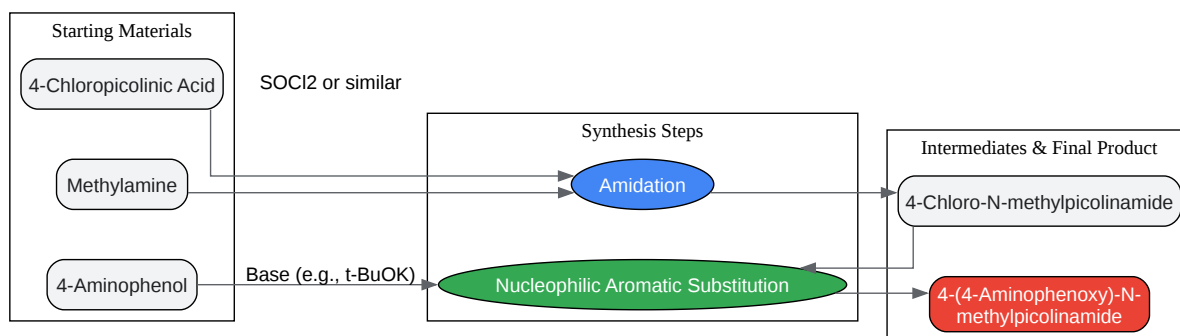 Starting Materials
4-Chloropicolinic Acid
SOCl2 or similar
Methylamine
4-Aminophenol
Base (e.g., t-BuOK)
Synthesis Steps
Amidation
Nucleophilic Aromatic Substitution
Intermediates & Final Product
4-Chloro-N-methylpicolinamide
4-(4-Aminophenoxy)-N-
methylpicolinamide